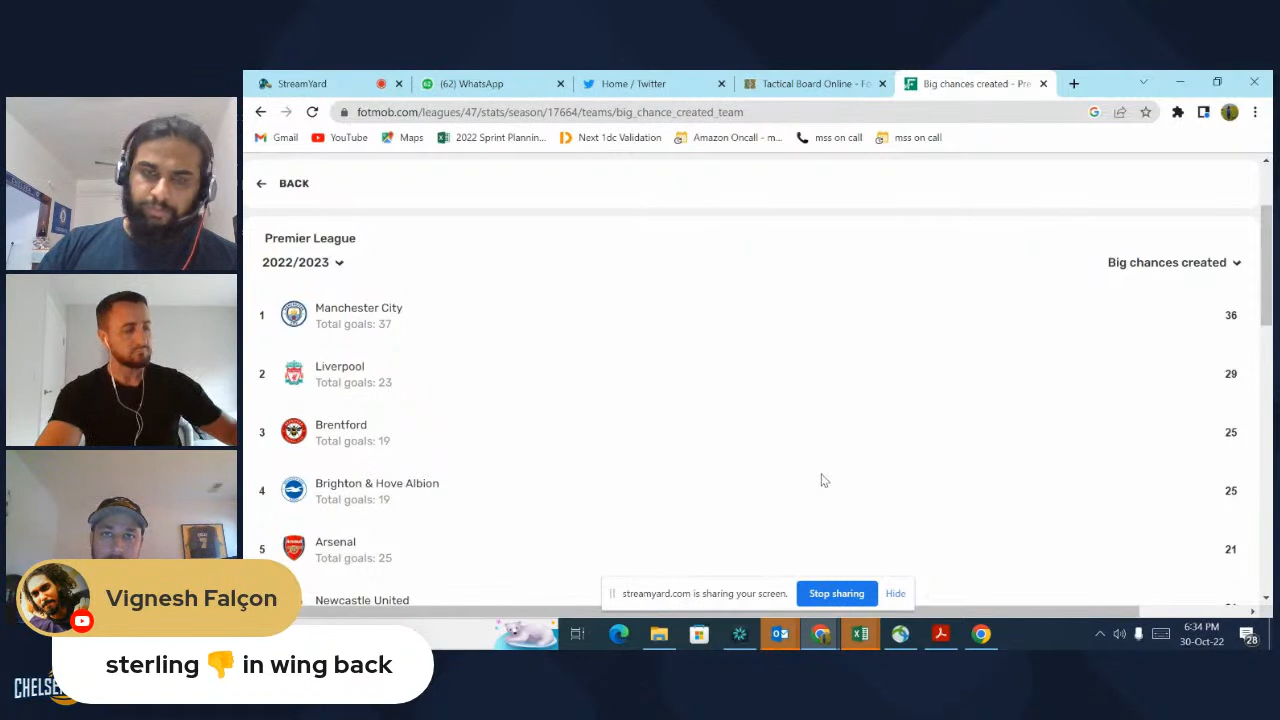 StreamYard
(62) WhatsApp
Home / Twitter
Tactical Board Online - Fo
Big chances created - Pre
fotmob.com/leagues/47/stats/season/17664/teams/big_chance_created_team
Gmail
YouTube
Maps
2022 Sprint Plannin...
Next 1dc Validation
Amazon Oncall - m...
mss on call
mss on call
BACK
Premier League
2022/2023
Big chances created
1
Manchester City
Total goals: 37
36
2
Liverpool
Total goals: 23
29
3
Brentford
Total goals: 19
25
4
Brighton & Hove Albion
Total goals: 19
25
5
Arsenal
Total goals: 25
21
Newcastle United
streamyard.com is sharing your screen.
Stop sharing
Hide
6:34 PM
30-Oct-22
28
Vignesh Falçon
sterling 👎 in wing back
CHELSE